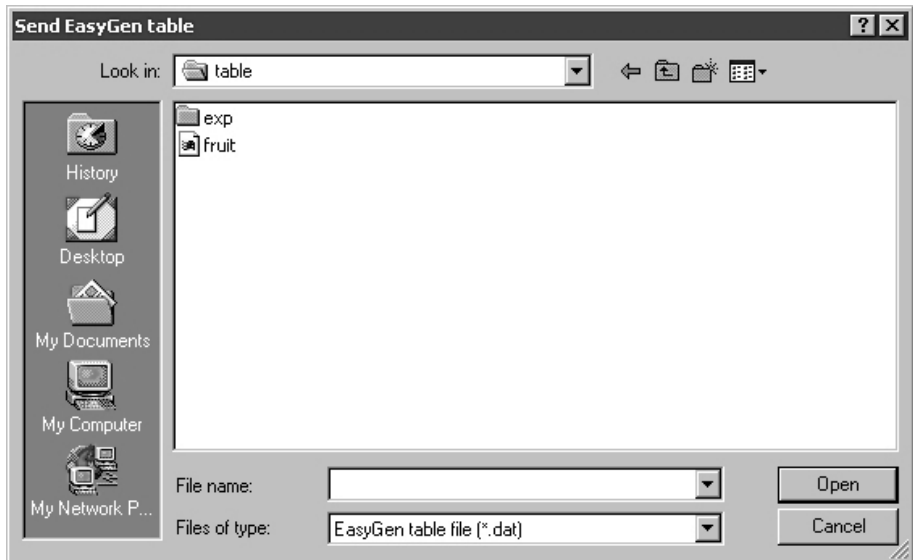 Send EasyGen table
Look in: table
exp
fruit
History
Desktop
My Documents
My Computer
My Network P...
File name:
Open
Files of type: EasyGen table file (*.dat)
Cancel